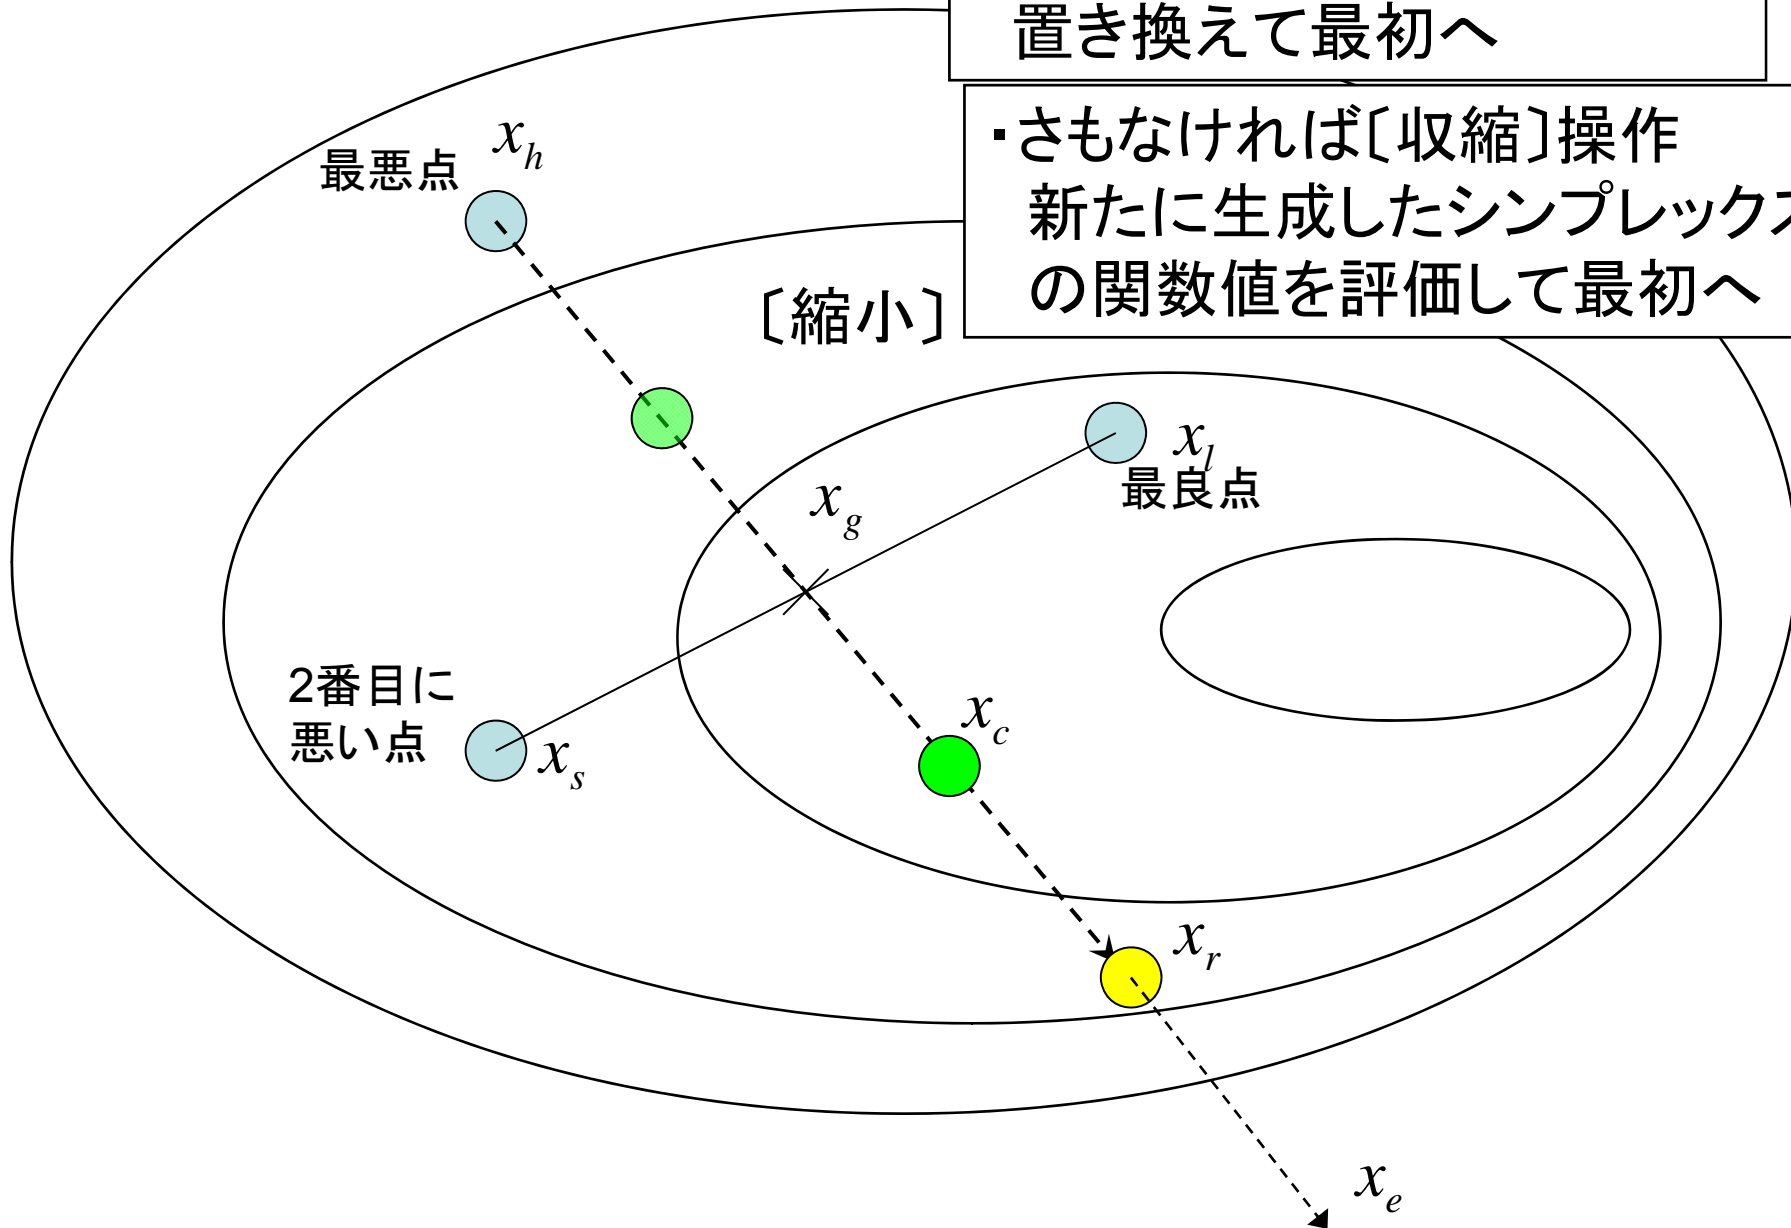 置き換えて最初へ
・さもなければ〔収縮〕操作
新たに生成したシンプレックス
の関数値を評価して最初へ
x_h
最悪点
〔縮小〕
x_l
最良点
x_g
2番目に
悪い点
x_s
x_c
x_r
x_e